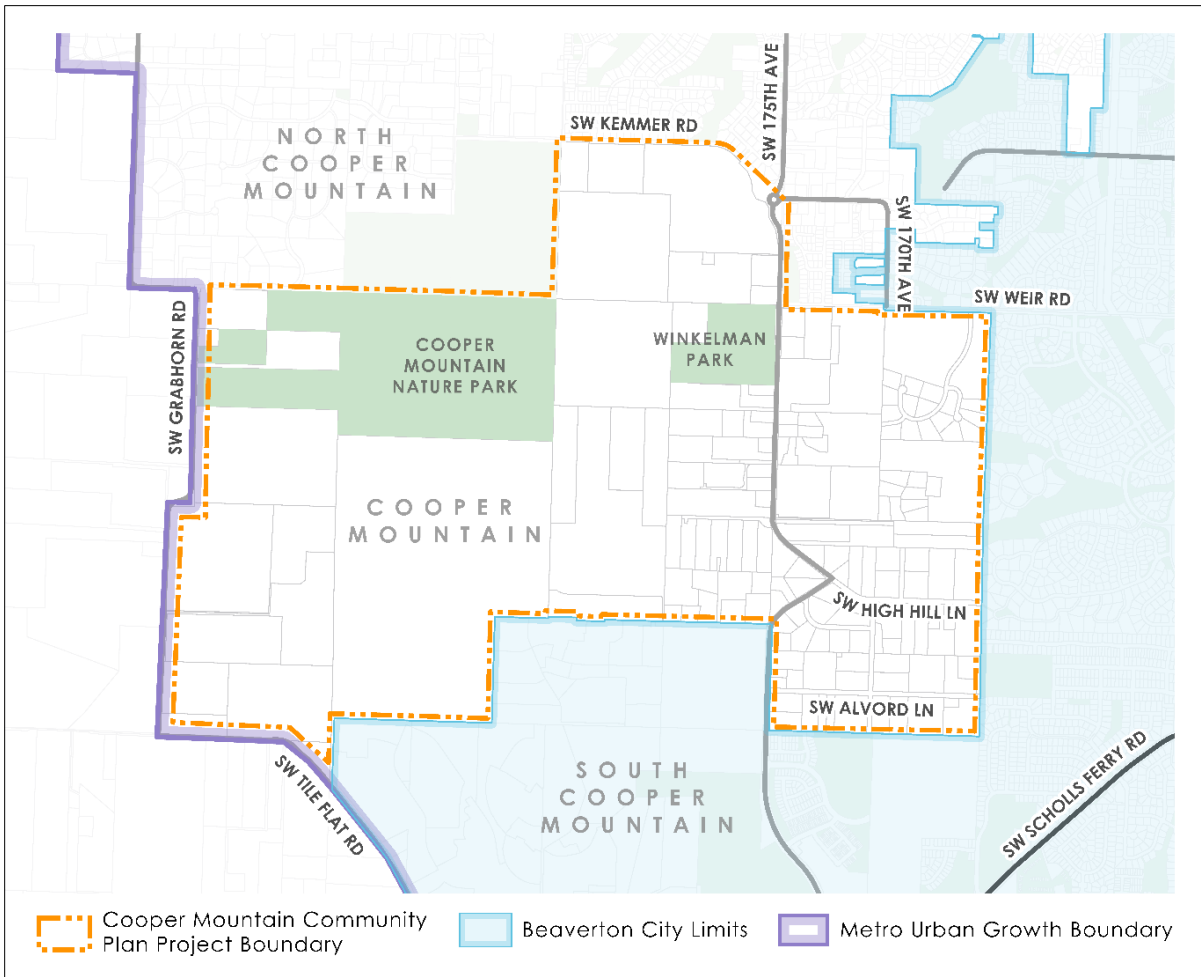 NORTH
COOPER
MOUNTAIN
SW KEMMER RD
SW 175TH AVE
SW 170TH AVE
SW WEIR RD
SW GRABHORN RD
COOPER
MOUNTAIN
NATURE PARK
WINKELMAN
PARK
COOPER
MOUNTAIN
SW HIGH HILL LN
SW ALVORD LN
SW TILE FLAT RD
SOUTH
COOPER
MOUNTAIN
SW SCHOLLS FERRY RD
Cooper Mountain Community
Plan Project Boundary
Beaverton City Limits
Metro Urban Growth Boundary